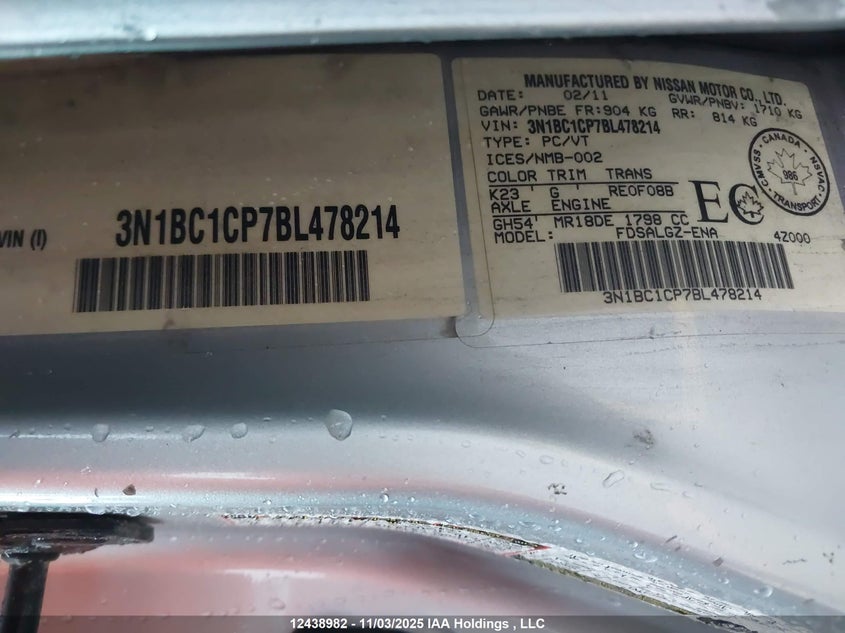 VIN (I)
3N1BC1CP7BL478214
MANUFACTURED BY NISSAN MOTOR CO., LTD.
DATE: 02/11 GVWR/PNBV: 1710 KG
GAWR/PNBE FR:904 KG RR: 814 KG
VIN: 3N1BC1CP7BL478214
TYPE: PC/VT
ICES/NMB-002
COLOR TRIM TRANS
K23 G RE0F08B
AXLE ENGINE
GH54 MR18DE 1798 CC
MODEL: FDSALGZ-ENA 4Z000
3N1BC1CP7BL478214
EC
CANADA
CMVSS 986 NSVAC
TRANSPORT
12438982 - 11/03/2025 IAA Holdings , LLC